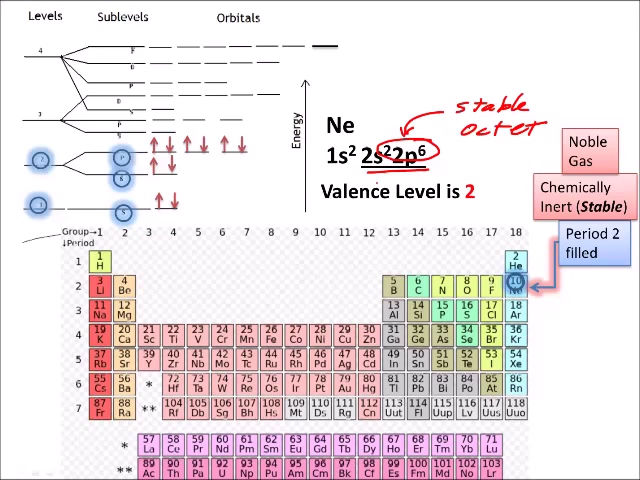 Levels Sublevels Orbitals
4 F
D
P
D
3 S
P
S
2 P
S
1 S
Energy
Ne
1s² 2s²2p⁶
Valence Level is 2
stable
octet
Noble
Gas
Chemically
Inert (Stable)
Period 2
filled
Group→ 1 2 3 4 5 6 7 8 9 10 11 12 13 14 15 16 17 18
↓Period
1 1 2
H He
2 3 4 5 6 7 8 9 10
Li Be B C N O F Ne
3 11 12 13 14 15 16 17 18
Na Mg Al Si P S Cl Ar
4 19 20 21 22 23 24 25 26 27 28 29 30 31 32 33 34 35 36
K Ca Sc Ti V Cr Mn Fe Co Ni Cu Zn Ga Ge As Se Br Kr
5 37 38 39 40 41 42 43 44 45 46 47 48 49 50 51 52 53 54
Rb Sr Y Zr Nb Mo Tc Ru Rh Pd Ag Cd In Sn Sb Te I Xe
6 55 56 * 72 73 74 75 76 77 78 79 80 81 82 83 84 85 86
Cs Ba Hf Ta W Re Os Ir Pt Au Hg Tl Pb Bi Po At Rn
7 87 88 ** 104 105 106 107 108 109 110 111 112 113 114 115 116 117 118
Fr Ra Rf Db Sg Bh Hs Mt Ds Rg Cn Uut Fl Uup Lv Uus Uuo
* 57 58 59 60 61 62 63 64 65 66 67 68 69 70 71
La Ce Pr Nd Pm Sm Eu Gd Tb Dy Ho Er Tm Yb Lu
** 89 90 91 92 93 94 95 96 97 98 99 100 101 102 103
Ac Th Pa U Np Pu Am Cm Bk Cf Es Fm Md No Lr